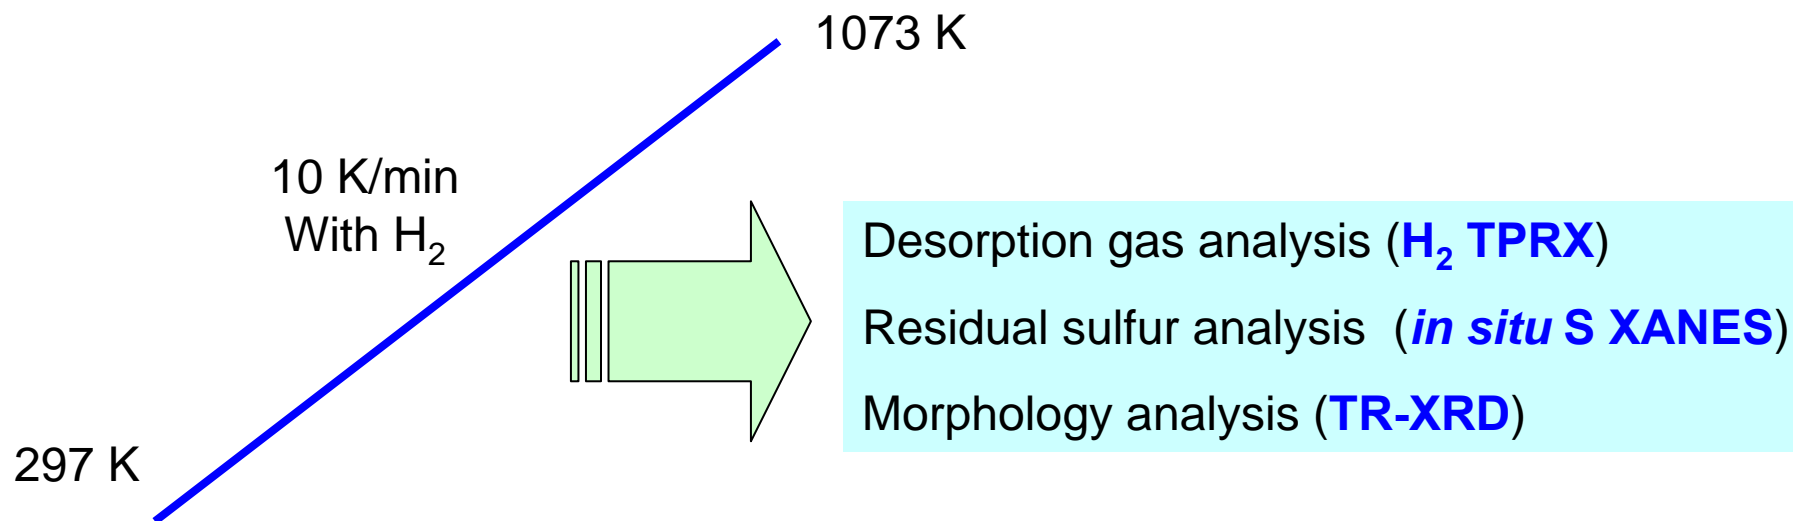 1073 K
10 K/min
With H₂
Desorption gas analysis (H₂ TPRX)
Residual sulfur analysis (in situ S XANES)
Morphology analysis (TR-XRD)
297 K